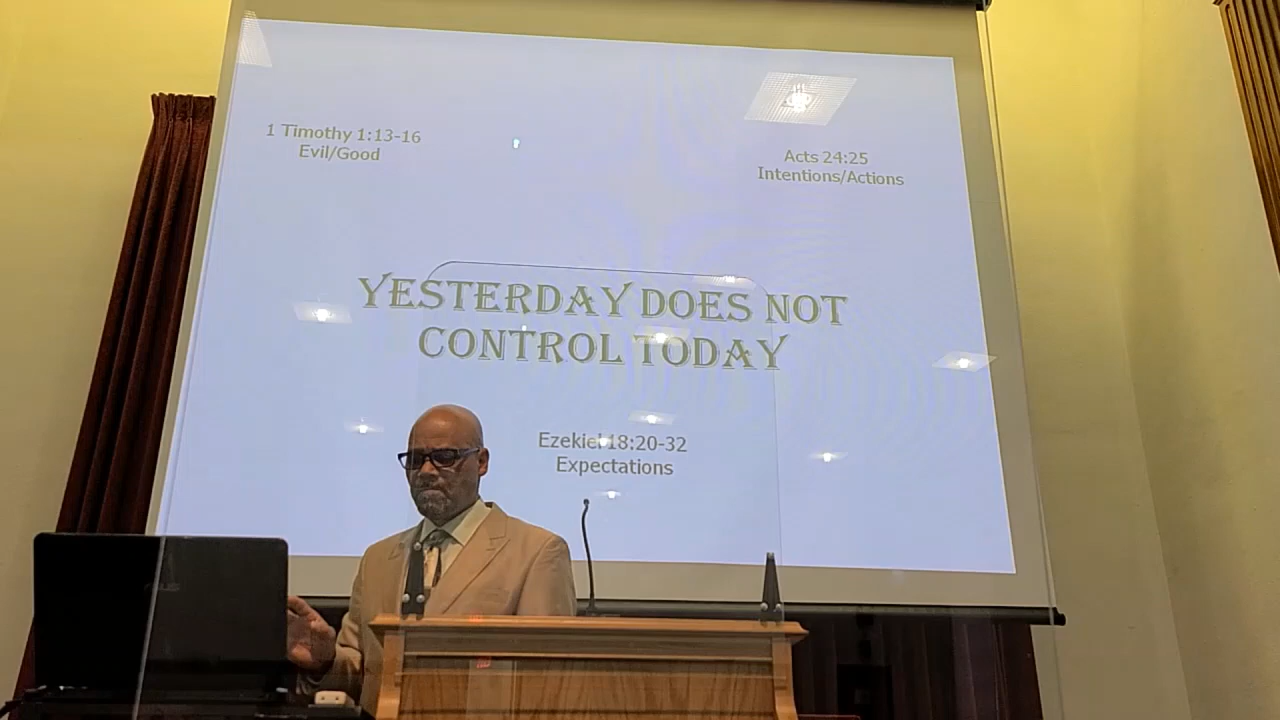 1 Timothy 1:13-16
Evil/Good
Acts 24:25
Intentions/Actions
YESTERDAY DOES NOT
CONTROL TODAY
Ezekiel 18:20-32
Expectations